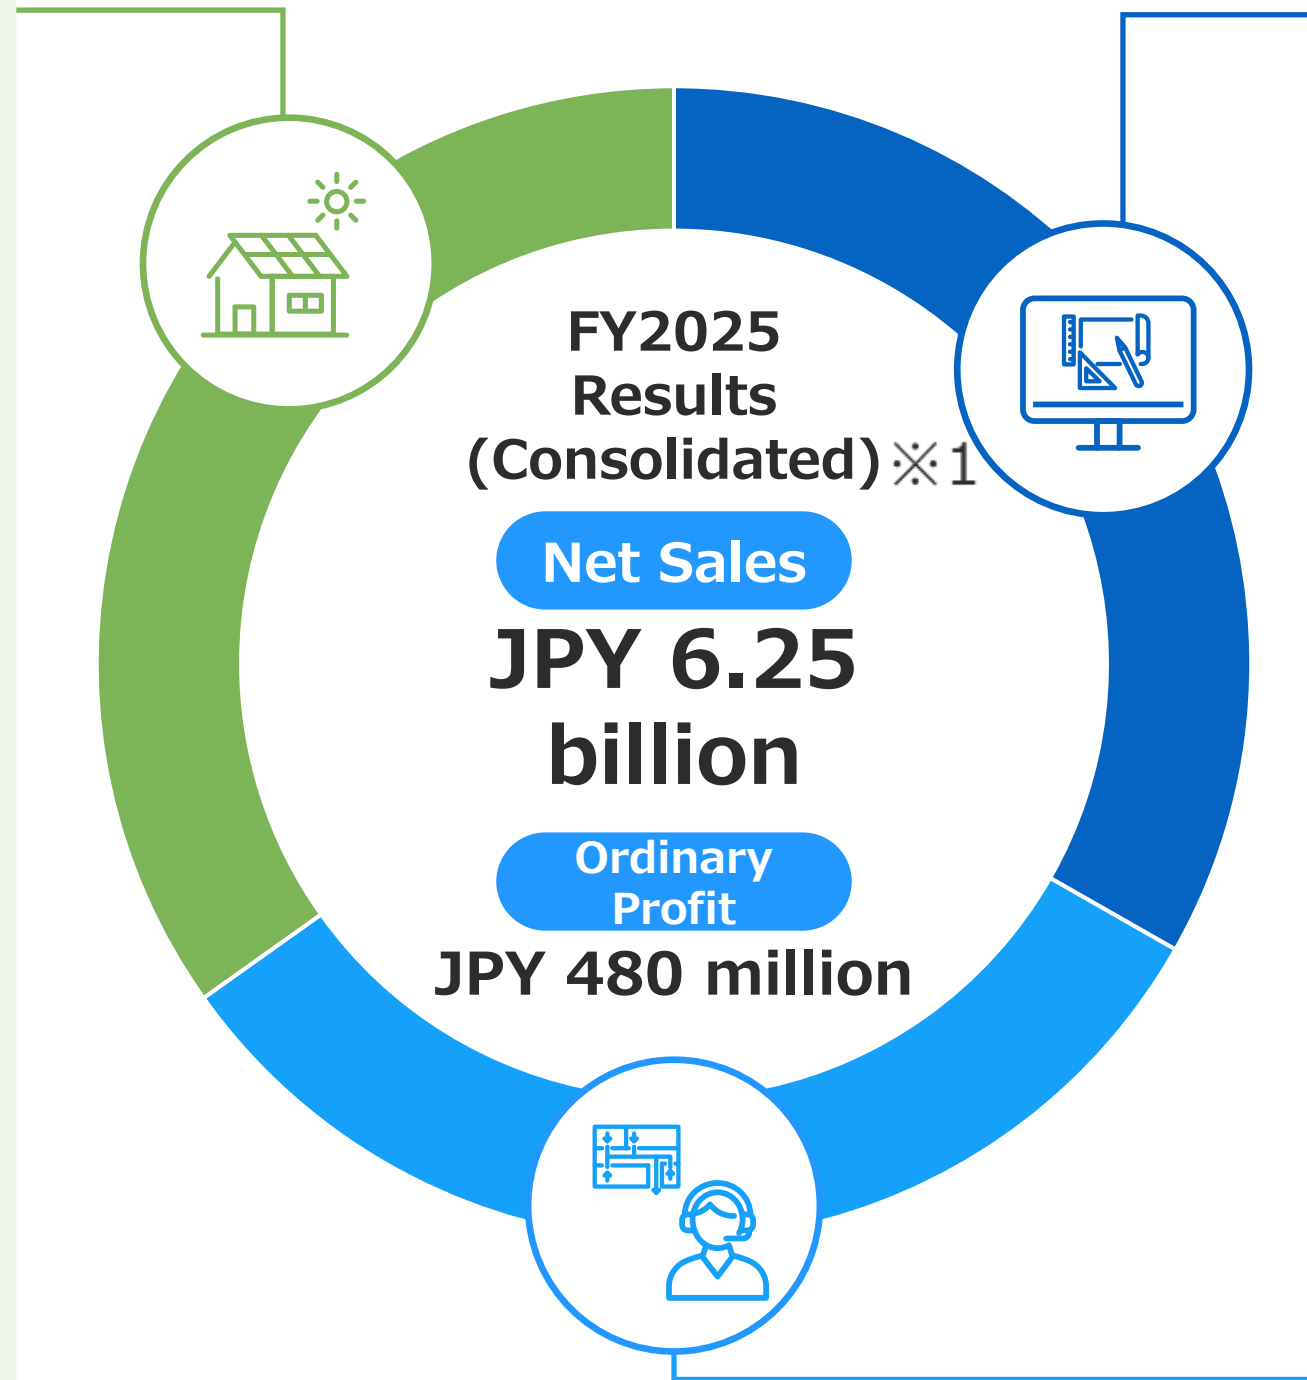 FY2025
Results
(Consolidated)※1
Net Sales
JPY 6.25
billion
Ordinary
Profit
JPY 480 million